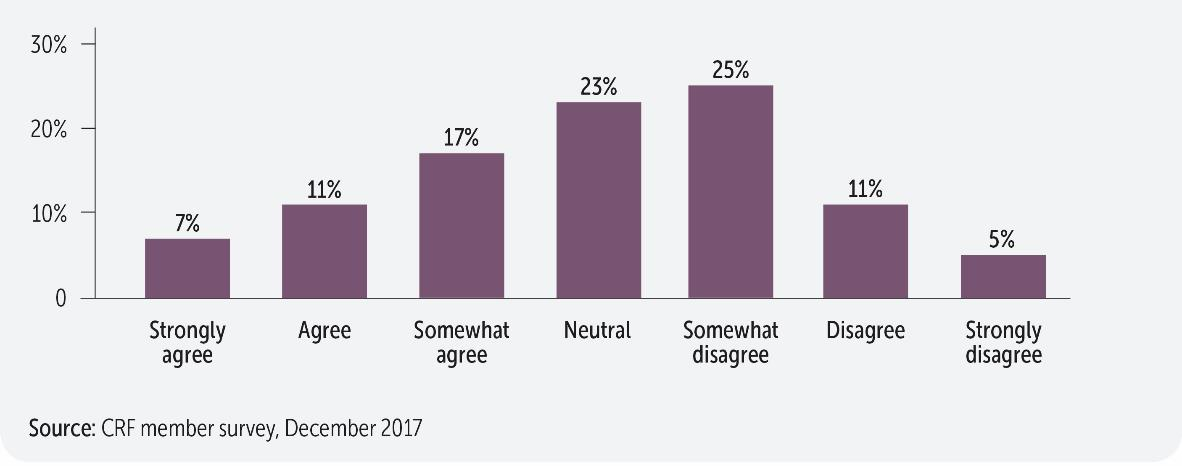 30%
20%
10%
0
7%
11%
17%
23%
25%
11%
5%
Strongly
agree
Agree
Somewhat
agree
Neutral
Somewhat
disagree
Disagree
Strongly
disagree
Source: CRF member survey, December 2017